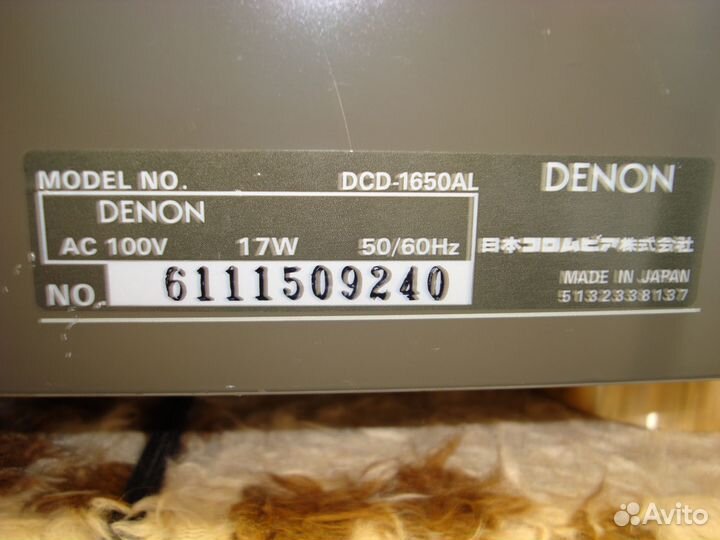 MODEL NO. DCD-1650AL
DENON
AC 100V 17W 50/60Hz
NO. 6111509240
DENON
日本コロムビア株式会社
MADE IN JAPAN
5132338137
Avito